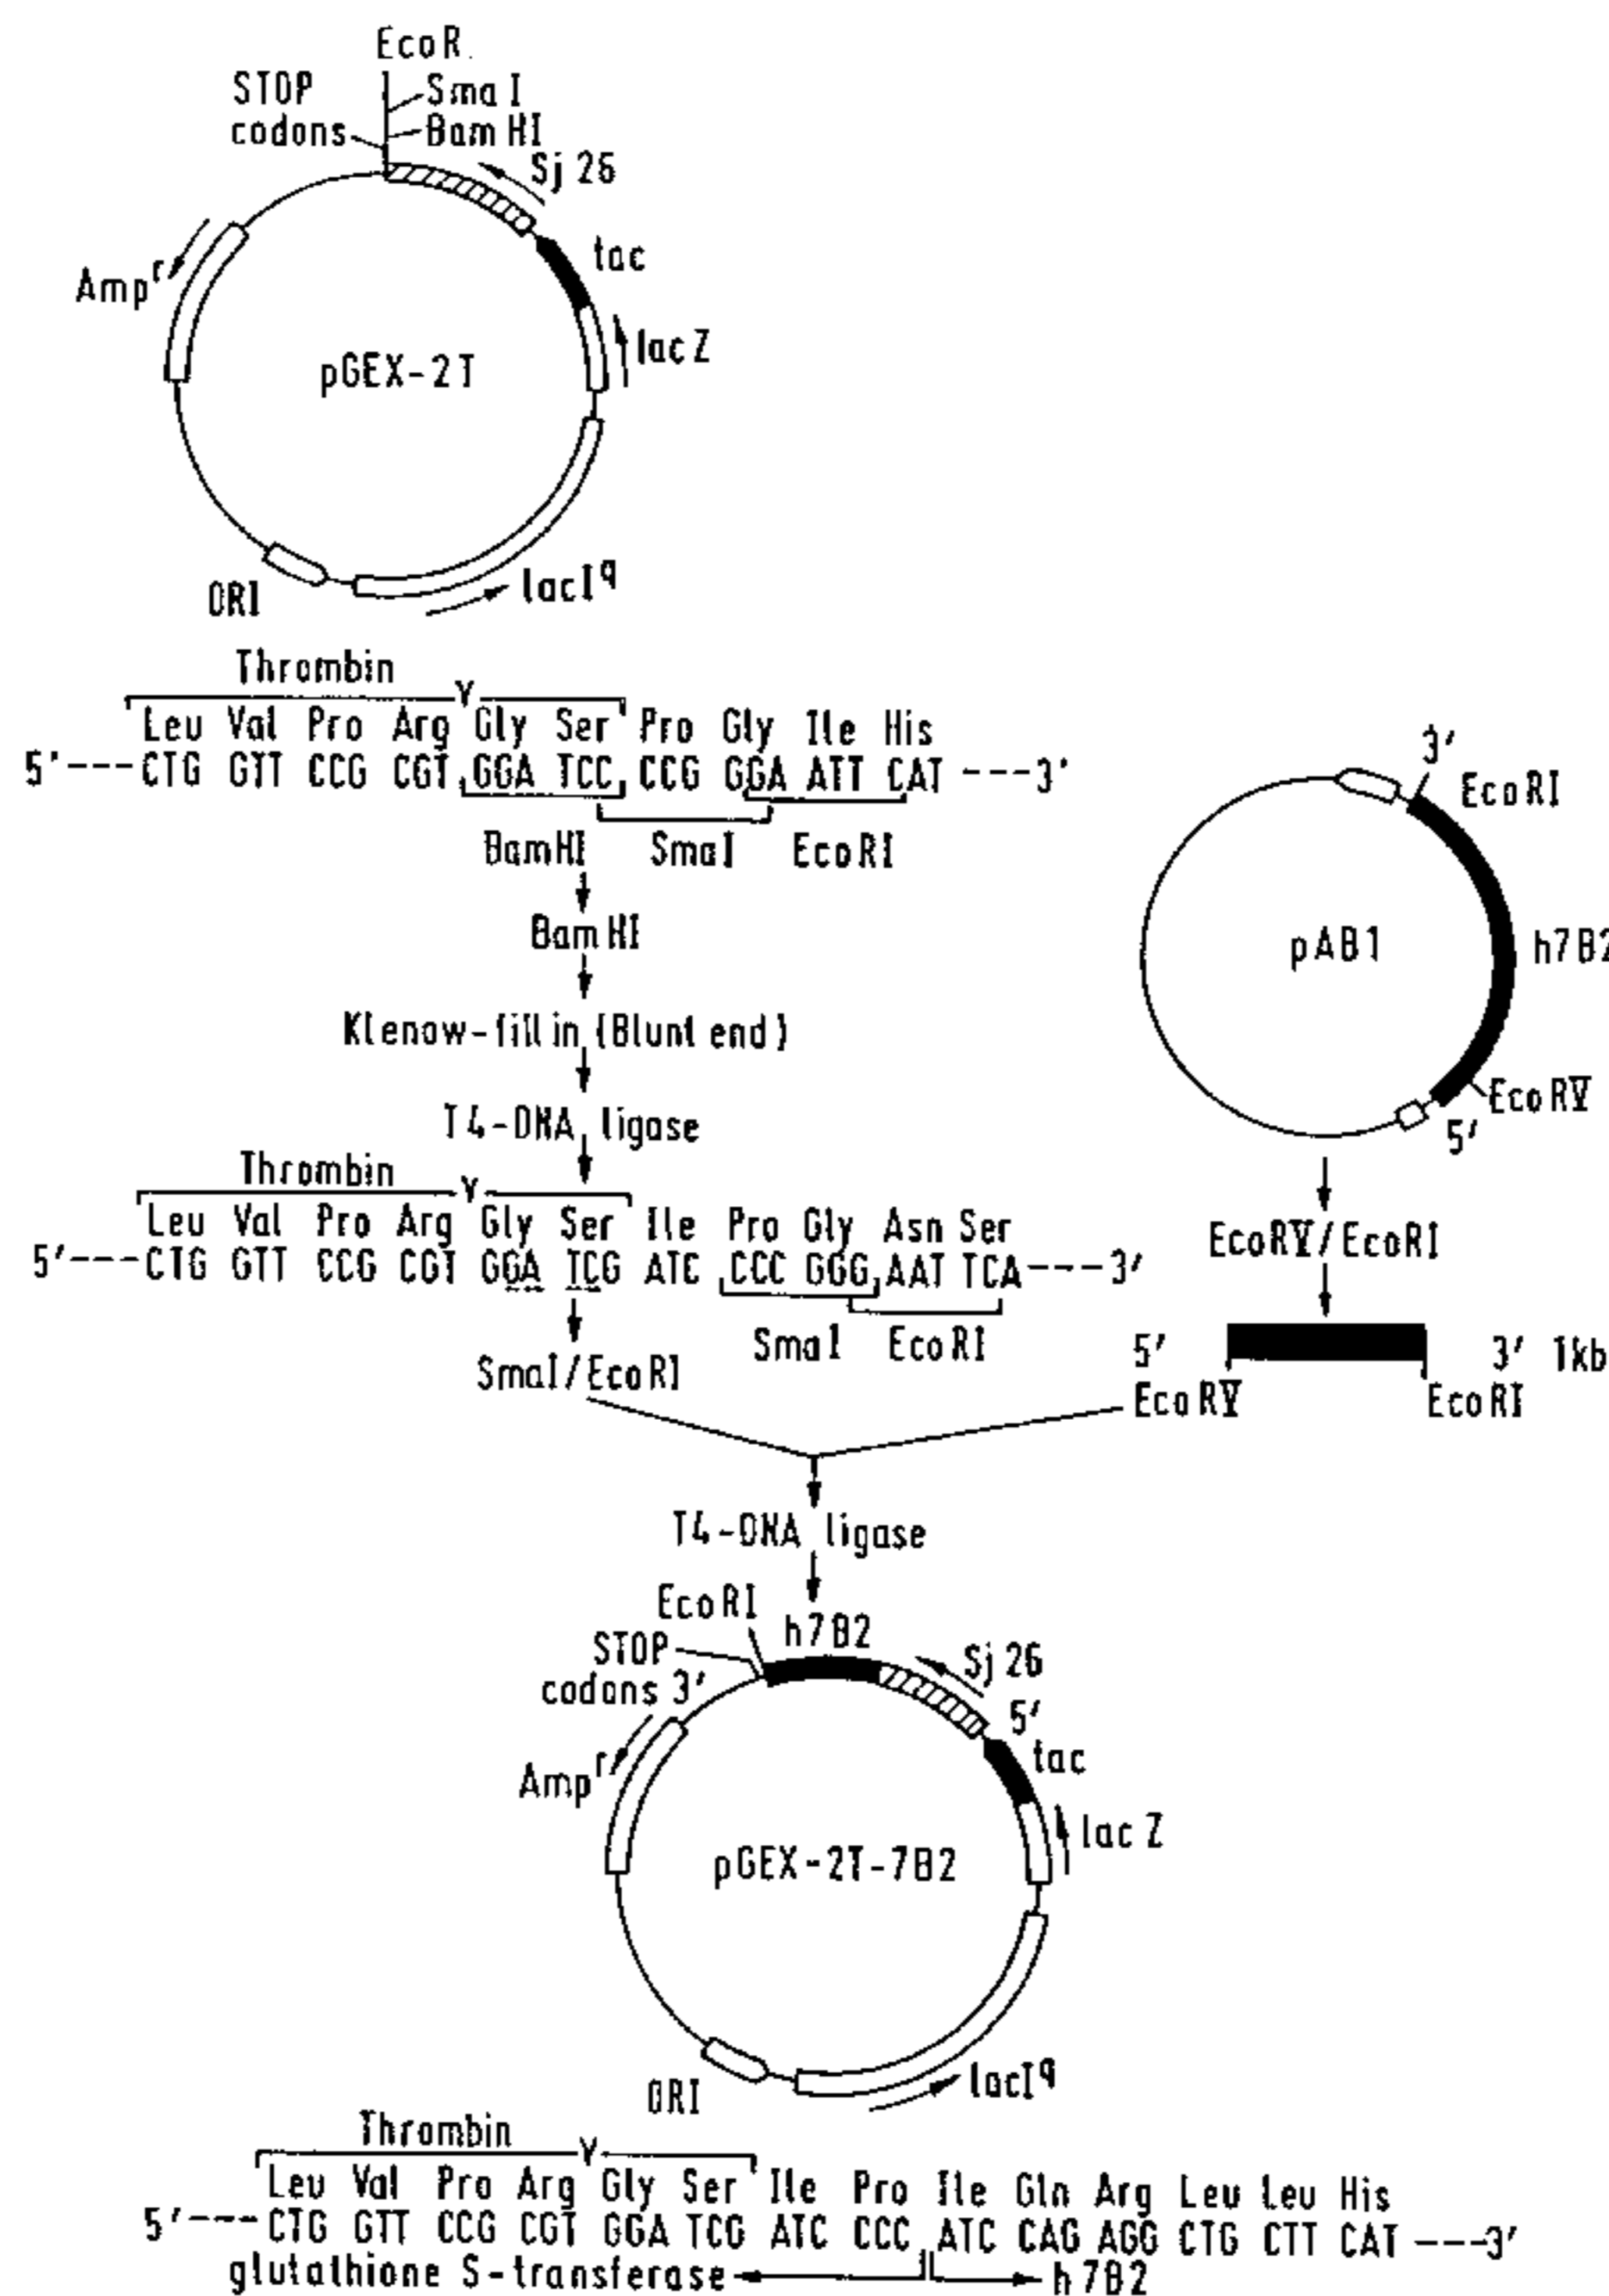 EcoR
STOP
codons
Sma I
Bam HI
Sj 26
tac
Amp r
lac Z
pGEX-2T
ORI
lacI q
Thrombin
Leu Val Pro Arg Gly Ser Pro Gly Ile His
5'---CTG GTT CCG CGT GGA TCC CCG GGA ATT CAT ---3'
BamHI SmaI EcoRI
BamHI
Klenow-fill in (Blunt end)
T4-DNA ligase
3'
EcoRI
pAB1
h7B2
EcoRV
5'
EcoRV/EcoRI
Thrombin
Leu Val Pro Arg Gly Ser Ile Pro Gly Asn Ser
5'---CTG GTT CCG CGT GGA TCG ATC CCC GGG AAT TCA---3'
SmaI EcoRI
SmaI/EcoRI
5' 3' 1kb
EcoRV EcoRI
T4-DNA ligase
EcoRI
h7B2
STOP
codons 3'
Sj 26
5'
tac
Amp r
lac Z
pGEX-2T-7B2
ORI
lacI q
Thrombin
Leu Val Pro Arg Gly Ser Ile Pro Ile Gln Arg Leu Leu His
5'---CTG GTT CCG CGT GGA TCG ATC CCC ATC CAG AGG CTG CTT CAT ---3'
glutathione S-transferase h7B2